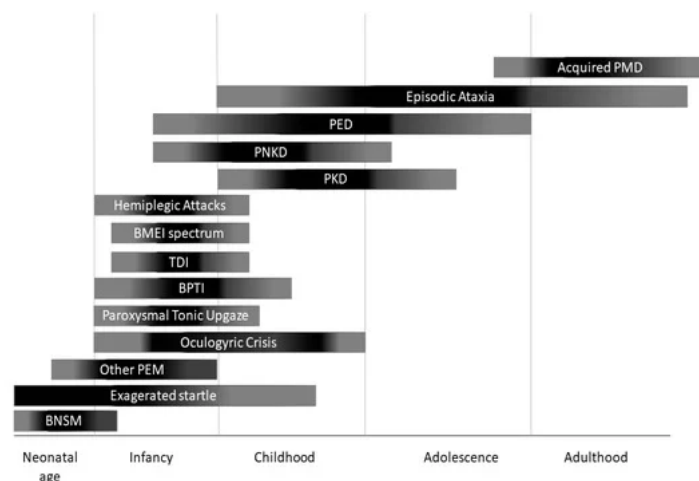 Acquired PMD
Episodic Ataxia
PED
PNKD
PKD
Hemiplegic Attacks
BMEI spectrum
TDI
BPTI
Paroxysmal Tonic Upgaze
Oculogyric Crisis
Other PEM
Exagerated startle
BNSM
Neonatal age
Infancy
Childhood
Adolescence
Adulthood